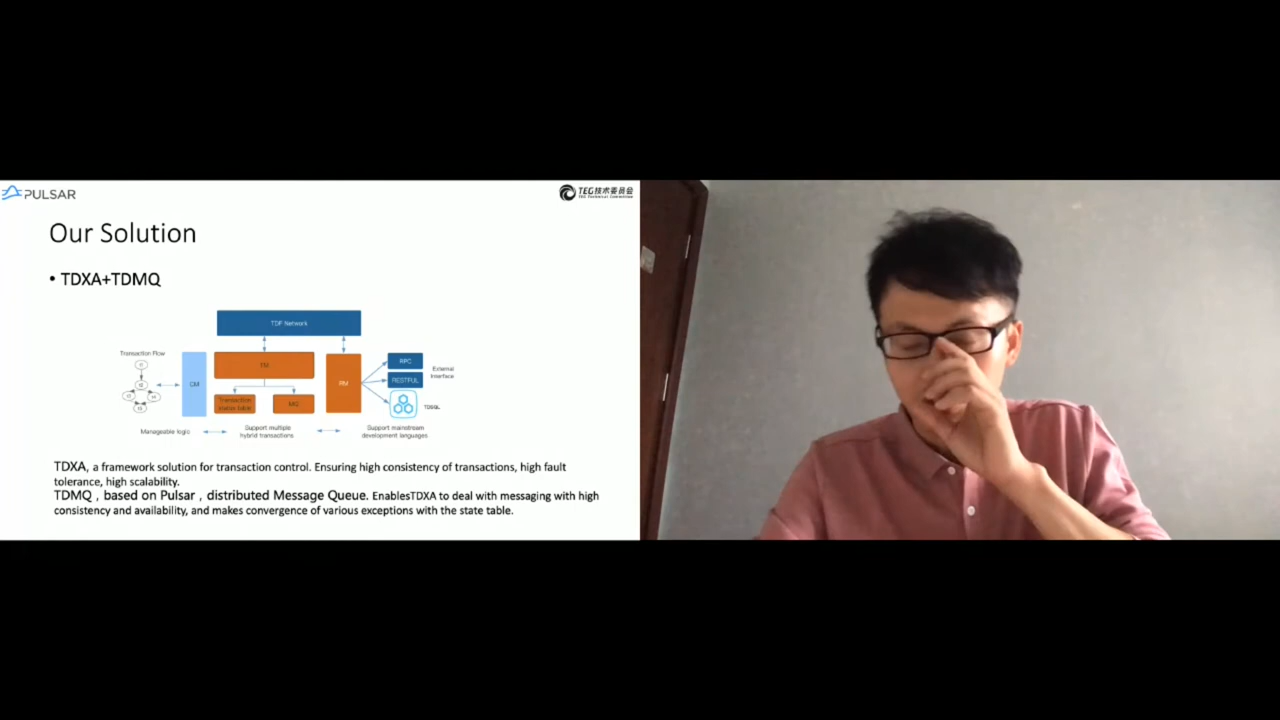 PULSAR
TEG技术委员会
Our Solution
• TDXA+TDMQ
TDF Network
Transaction Flow
CM
TM
RM
RPC
RESTFUL
External
Interface
Transaction
status table
MQ
TDSQL
Manageable logic
Support multiple
hybrid transactions
Support mainstream
development languages
TDXA, a framework solution for transaction control. Ensuring high consistency of transactions, high fault
tolerance, high scalability.
TDMQ , based on Pulsar , distributed Message Queue. EnablesTDXA to deal with messaging with high
consistency and availability, and makes convergence of various exceptions with the state table.